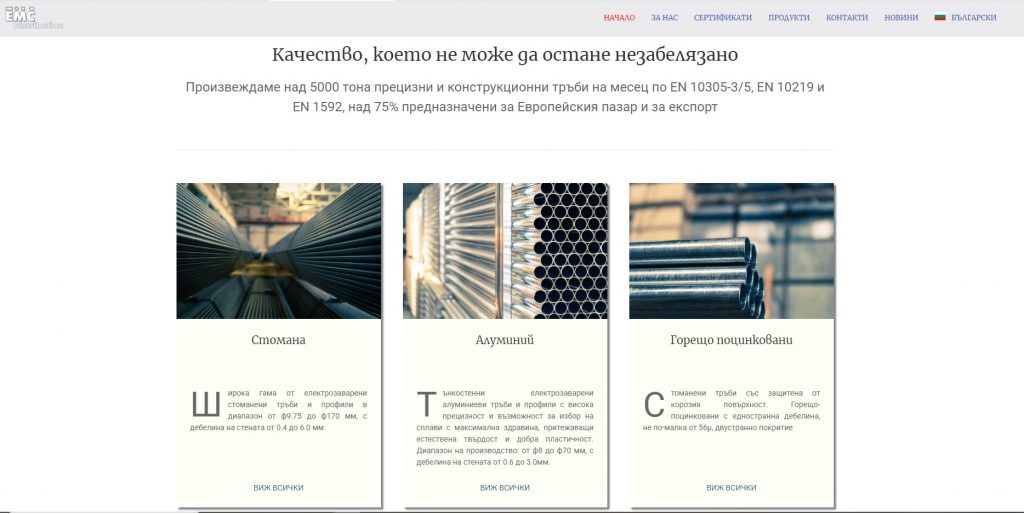 EMC
Distribution
НАЧАЛО ЗА НАС СЕРТИФИКАТИ ПРОДУКТИ КОНТАКТИ НОВИНИ БЪЛГАРСКИ
Качество, което не може да остане незабелязано
Произвеждаме над 5000 тона прецизни и конструкционни тръби на месец по EN 10305-3/5, EN 10219 и
EN 1592, над 75% предназначени за Европейския пазар и за експорт
Стомана
Широка гама от електрозаварени
стоманени тръби и профили в
диапазон от ф9.75 до ф170 мм, с
дебелина на стената от 0.4 до 6.0 мм.
ВИЖ ВСИЧКИ
Алуминий
Тънкостенни електрозаварени
алуминиеви тръби и профили с висока
прецизност и възможност за избор на
сплави с максимална здравина, притежаващи
естествена твърдост и добра пластичност.
Диапазон на производство: от ф8 до ф70 мм, с
дебелина на стената от 0.6 до 3.0мм.
ВИЖ ВСИЧКИ
Горещо поцинковани
Стоманени тръби със защитена от
корозия повърхност. Горещо-
поцинковани с едностранна дебелина,
не по-малка от 56μ, двустранно покритие
ВИЖ ВСИЧКИ